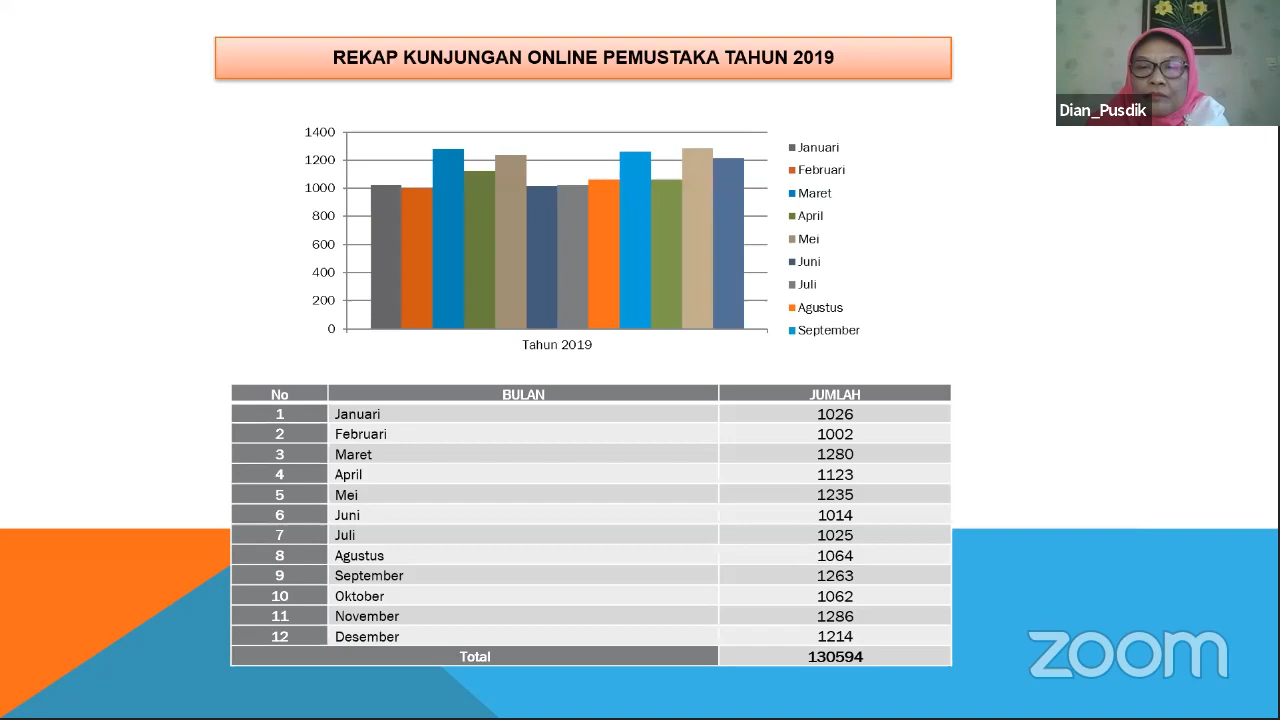 REKAP KUNJUNGAN ONLINE PEMUSTAKA TAHUN 2019
Dian_Pusdik
1400
1200
1000
800
600
400
200
0
Tahun 2019
Januari
Februari
Maret
April
Mei
Juni
Juli
Agustus
September
No BULAN JUMLAH
1 Januari 1026
2 Februari 1002
3 Maret 1280
4 April 1123
5 Mei 1235
6 Juni 1014
7 Juli 1025
8 Agustus 1064
9 September 1263
10 Oktober 1062
11 November 1286
12 Desember 1214
Total 130594
zoom